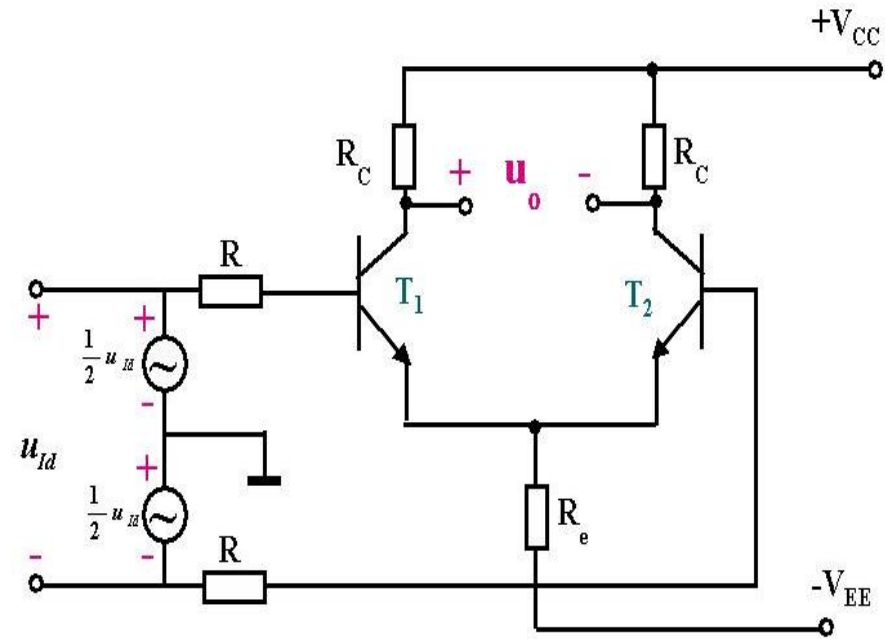 +V_CC
R_C
+ u_o -
R_C
R
T_1
T_2
+
+
1/2 u_Id
-
u_Id
+
1/2 u_Id
R_e
-
-
R
-V_EE